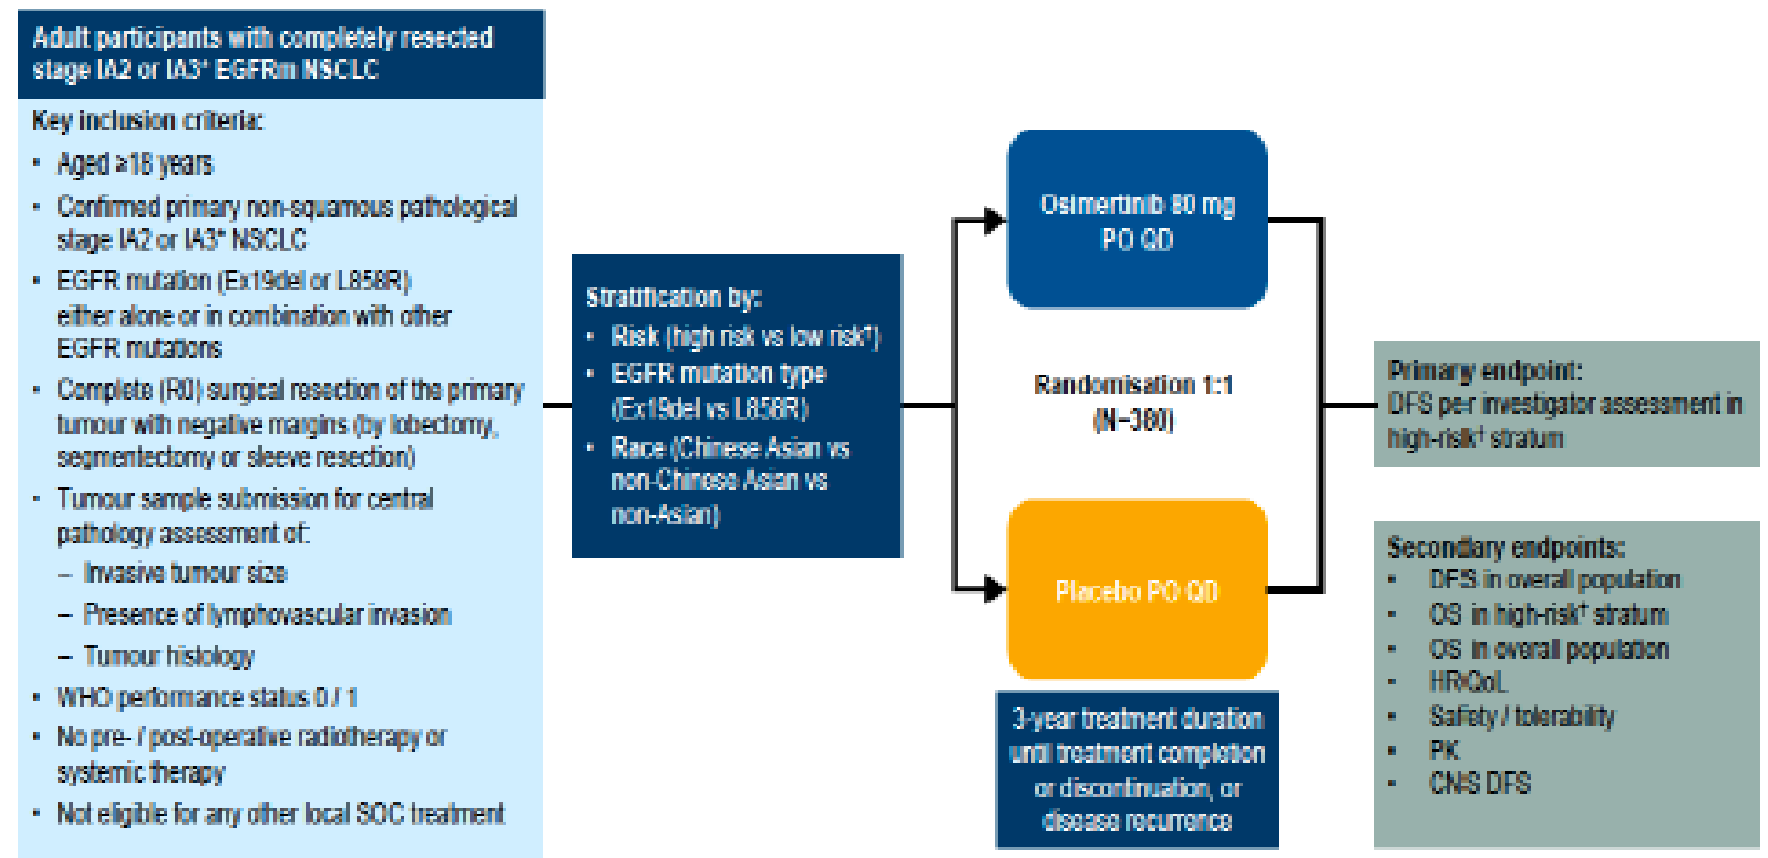 Adult participants with completely resected
stage IA2 or IA3* EGFRm NSCLC
Key inclusion criteria:
• Aged ≥18 years
• Confirmed primary non-squamous pathological
stage IA2 or IA3* NSCLC
• EGFR mutation (Ex19del or L858R)
either alone or in combination with other
EGFR mutations
• Complete (R0) surgical resection of the primary
tumour with negative margins (by lobectomy,
segmentectomy or sleeve resection)
• Tumour sample submission for central
pathology assessment of:
– Invasive tumour size
– Presence of lymphovascular invasion
– Tumour histology
• WHO performance status 0 / 1
• No pre- / post-operative radiotherapy or
systemic therapy
• Not eligible for any other local SOC treatment
Stratification by:
• Risk (high risk vs low risk†)
• EGFR mutation type
(Ex19del vs L858R)
• Race (Chinese Asian vs
non-Chinese Asian vs
non-Asian)
Osimertinib 80 mg
PO QD
Randomisation 1:1
(N~380)
Placebo PO QD
3-year treatment duration
until treatment completion
or discontinuation, or
disease recurrence
Primary endpoint:
DFS per investigator assessment in
high-risk† stratum
Secondary endpoints:
• DFS in overall population
• OS in high-risk† stratum
• OS in overall population
• HRQoL
• Safety / tolerability
• PK
• CNS DFS